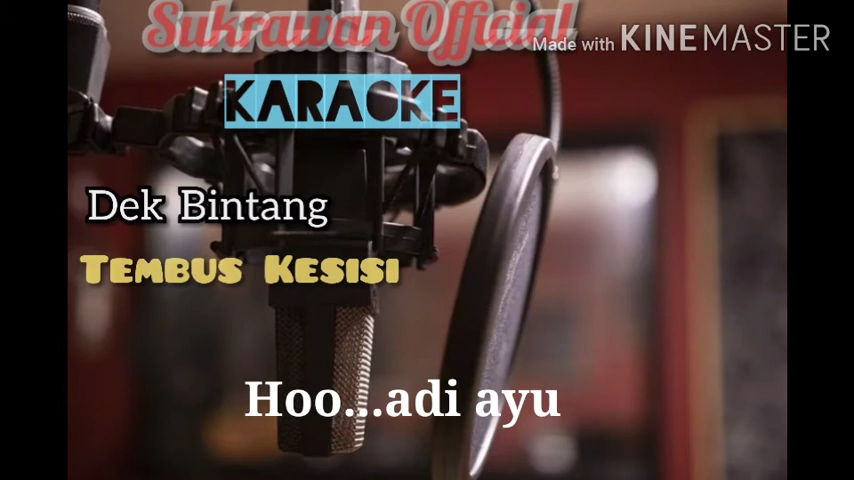 Sukrawan Official
Made with KINEMASTER
KARAOKE
Dek Bintang
Tembus Kesisi
Hoo...adi ayu